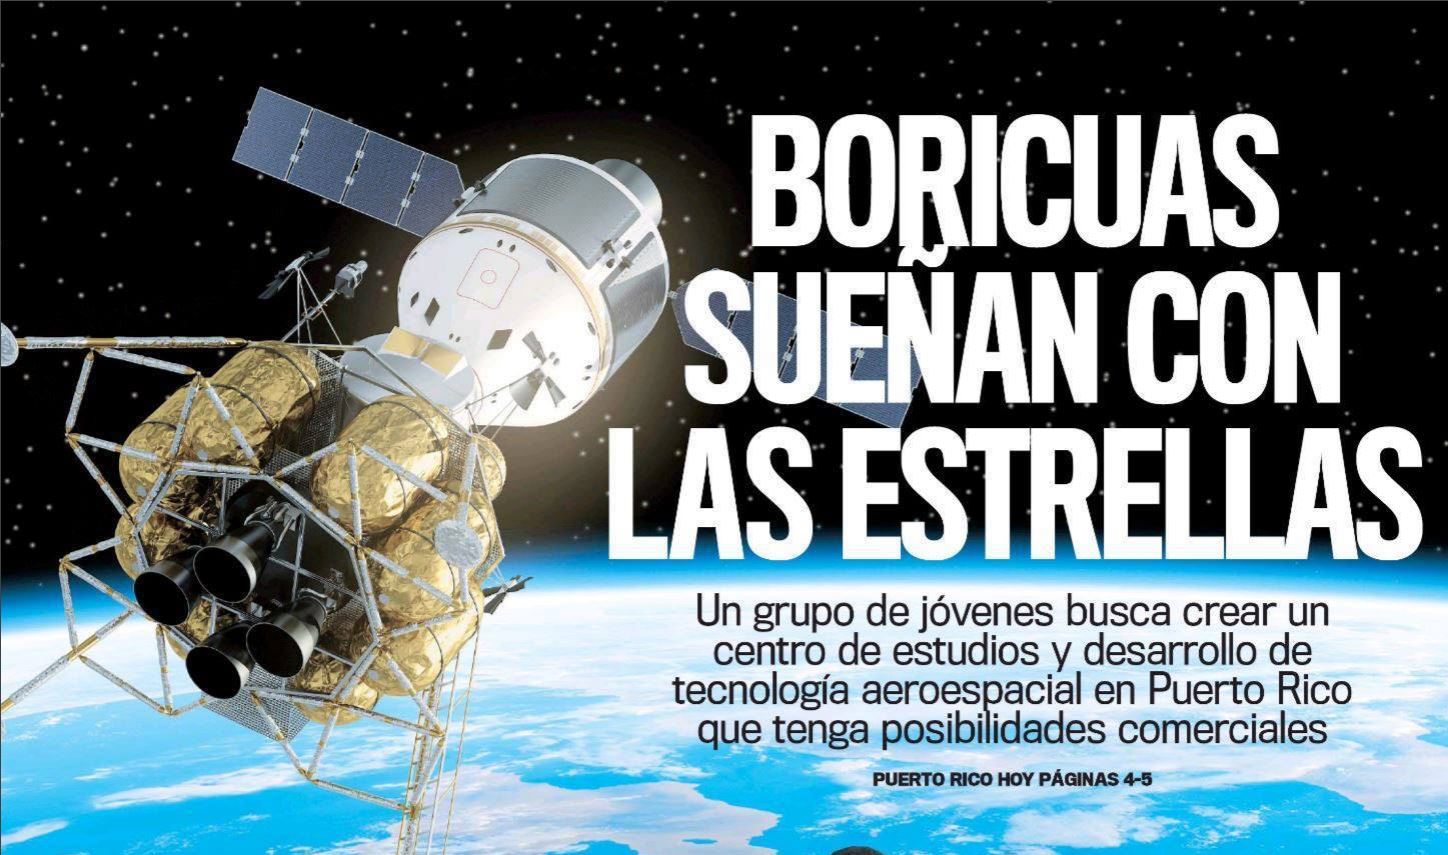 BORICUAS
SUEÑAN CON
LAS ESTRELLAS
Un grupo de jóvenes busca crear un
centro de estudios y desarrollo de
tecnología aeroespacial en Puerto Rico
que tenga posibilidades comerciales
PUERTO RICO HOY PÁGINAS 4-5